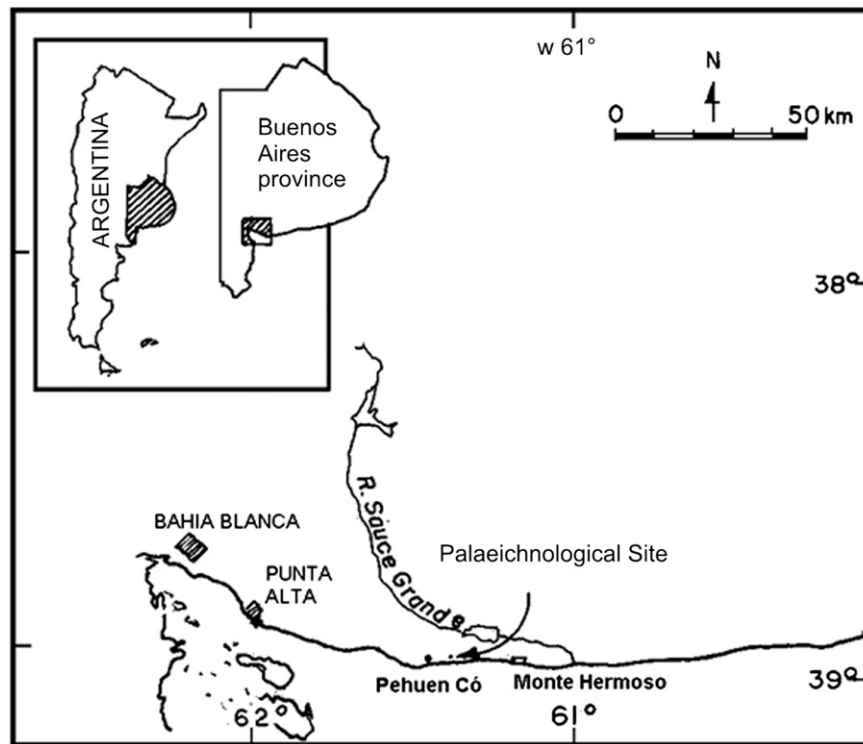 w 61°
N
0 50 km
ARGENTINA
Buenos
Aires
province
38°
R. Sauce Grande
BAHIA BLANCA
PUNTA
ALTA
Palaeichnological Site
Pehuen Có
Monte Hermoso
39°
62°
61°